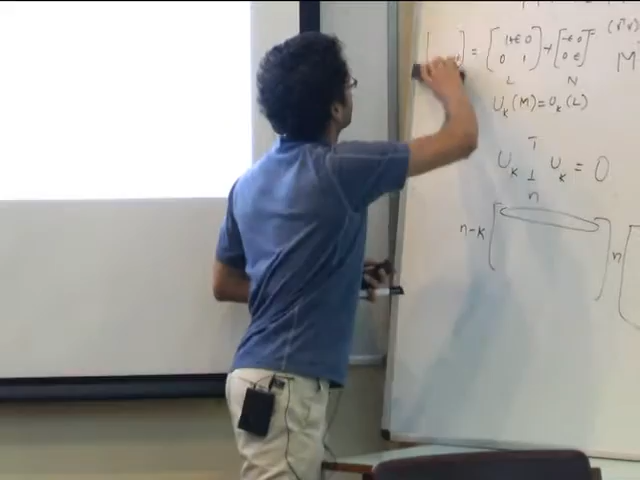 [ ] = [ 1+ε 0 ] + [ -ε 0 ]
0 1 0 ε
L N
M
U_k(M) = U_k(L)
U_k⊥^T U_k = 0
n
n-k [ ] n